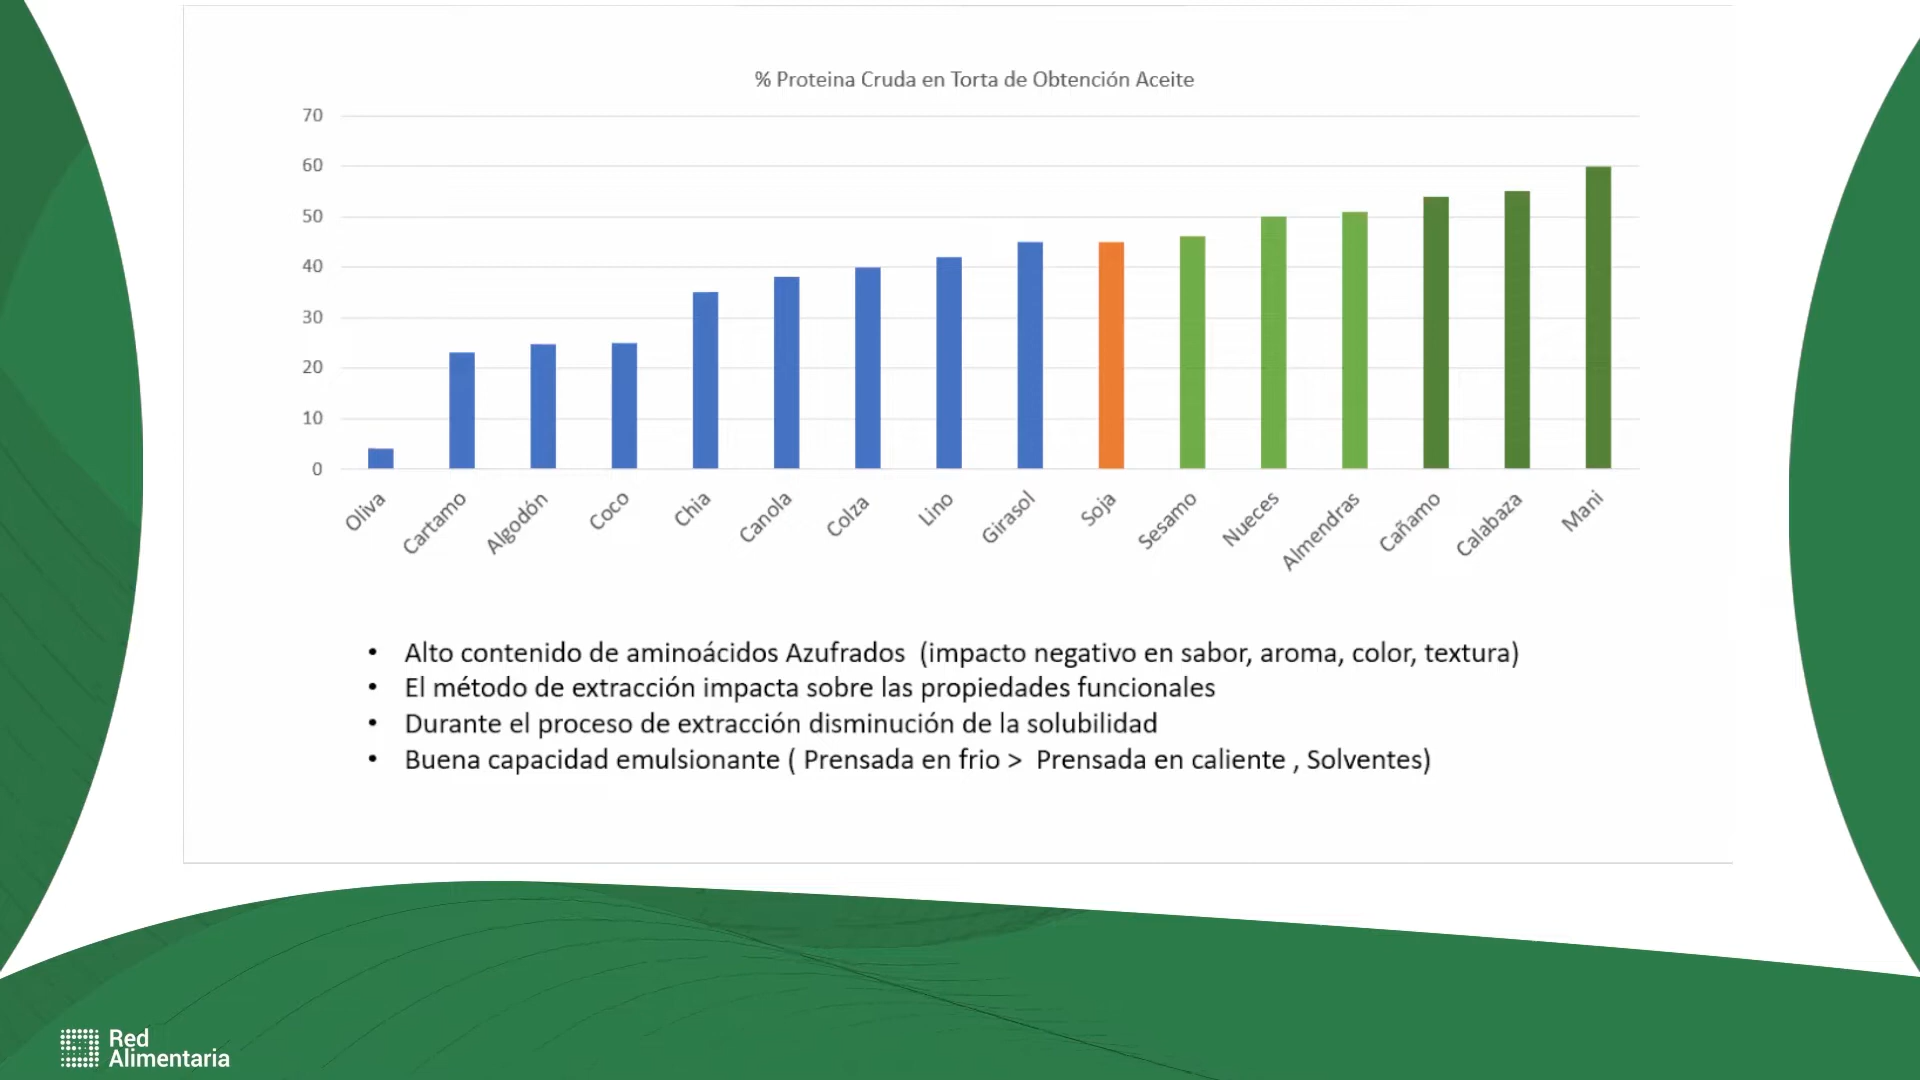 % Proteina Cruda en Torta de Obtención Aceite
70
60
50
40
30
20
10
0
Oliva
Cartamo
Algodón
Coco
Chia
Canola
Colza
Lino
Girasol
Soja
Sesamo
Nueces
Almendras
Cañamo
Calabaza
Mani
• Alto contenido de aminoácidos Azufrados (impacto negativo en sabor, aroma, color, textura)
• El método de extracción impacta sobre las propiedades funcionales
• Durante el proceso de extracción disminución de la solubilidad
• Buena capacidad emulsionante ( Prensada en frio > Prensada en caliente , Solventes)
Red
Alimentaria